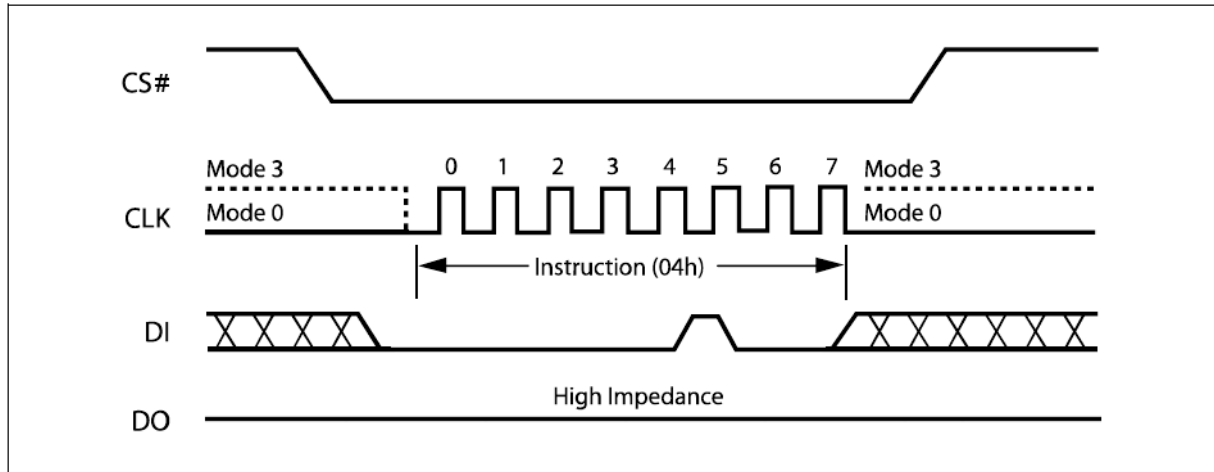 CS#
Mode 3 0 1 2 3 4 5 6 7 Mode 3
CLK Mode 0 Mode 0
Instruction (04h)
DI
High Impedance
DO